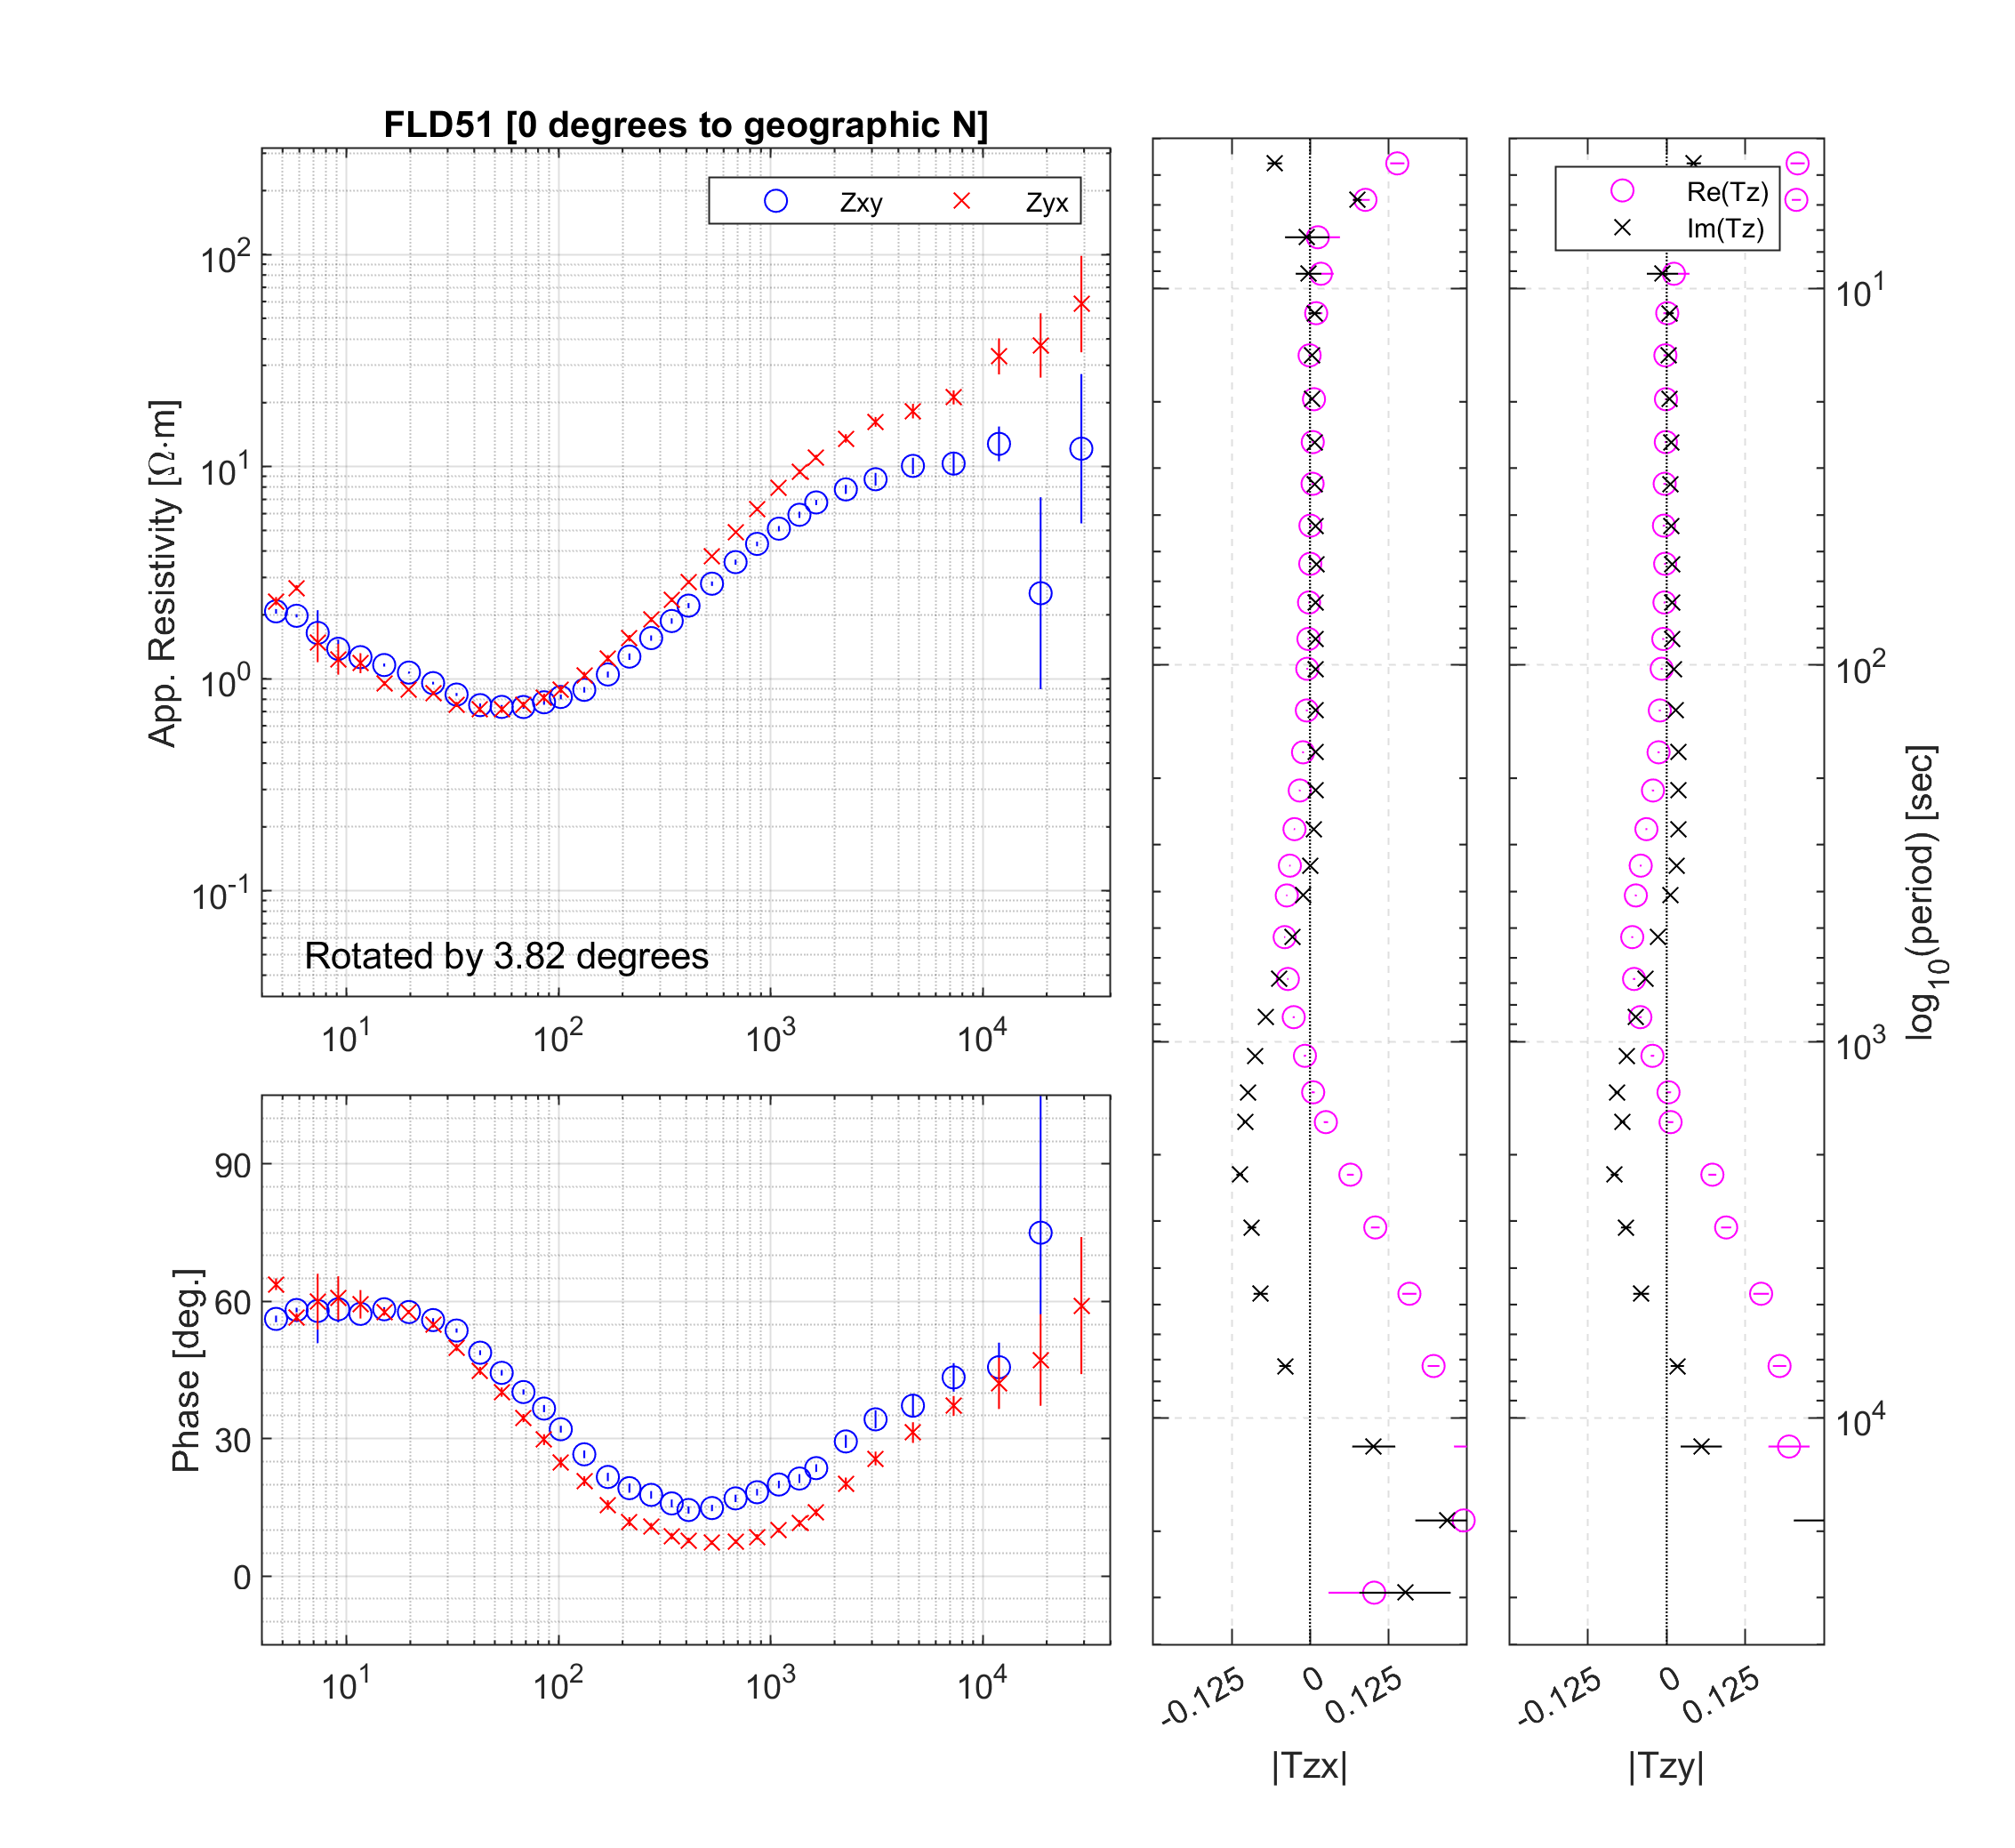 FLD51 [0 degrees to geographic N]
Zxy Zyx
App. Resistivity [Ω·m]
10²
10¹
10⁰
10⁻¹
Rotated by 3.82 degrees
10¹ 10² 10³ 10⁴
Phase [deg.]
90
60
30
0
10¹ 10² 10³ 10⁴
-0.125 0 0.125
|Tzx|
Re(Tz)
Im(Tz)
10¹
10²
10³
10⁴
log₁₀(period) [sec]
-0.125 0 0.125
|Tzy|